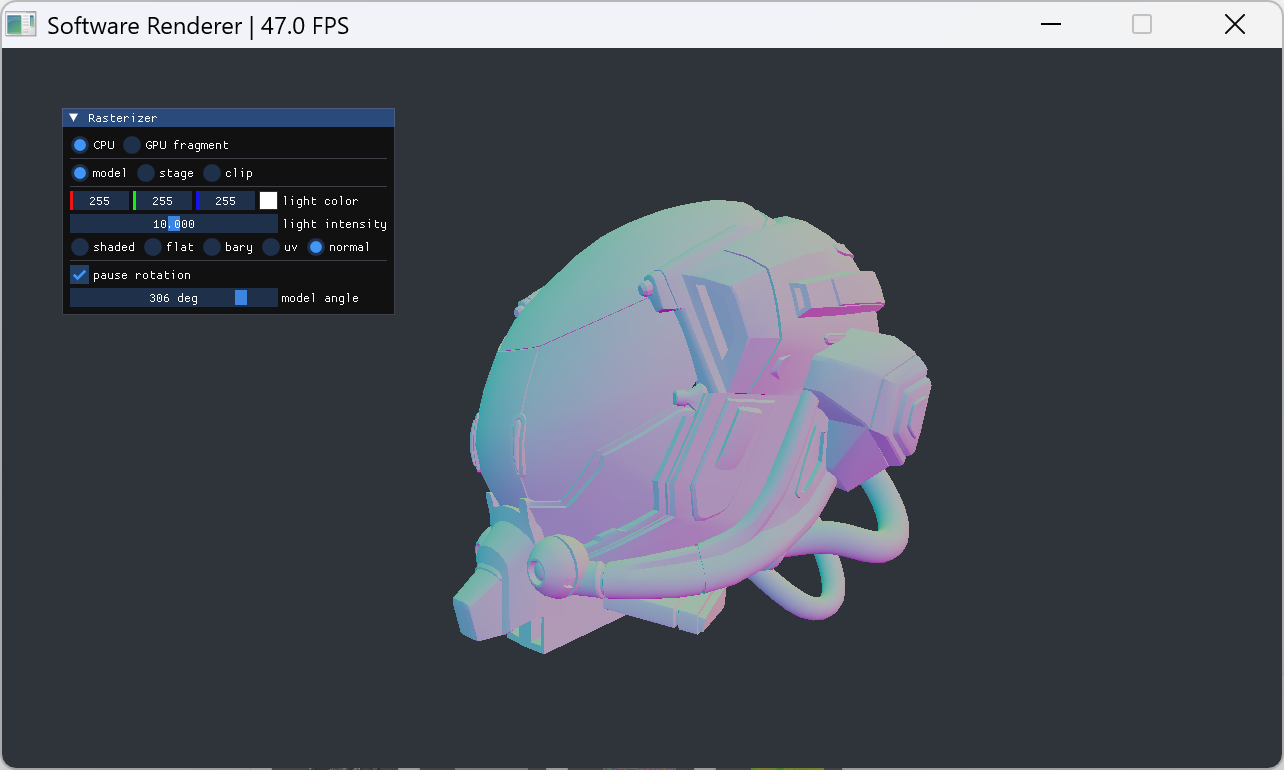 Software Renderer | 47.0 FPS
Rasterizer
CPU GPU fragment
model stage clip
255 255 255 light color
10.000 light intensity
shaded flat bary uv normal
pause rotation
306 deg model angle